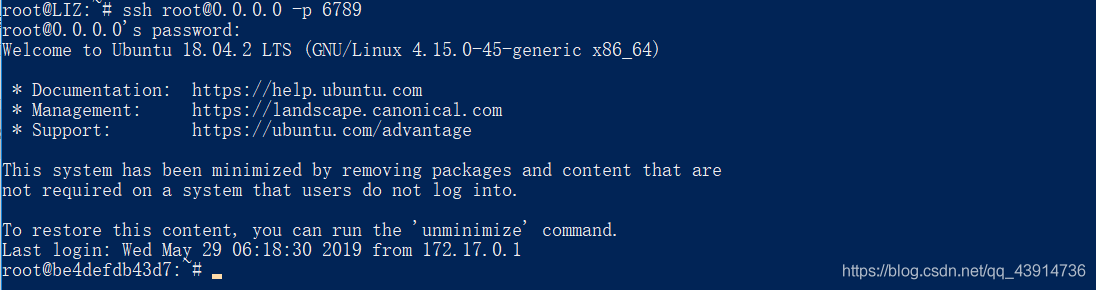 root@LIZ:~# ssh root@0.0.0.0 -p 6789
root@0.0.0.0's password:
Welcome to Ubuntu 18.04.2 LTS (GNU/Linux 4.15.0-45-generic x86_64)
* Documentation: https://help.ubuntu.com
* Management: https://landscape.canonical.com
* Support: https://ubuntu.com/advantage
This system has been minimized by removing packages and content that are
not required on a system that users do not log into.
To restore this content, you can run the 'unminimize' command.
Last login: Wed May 29 06:18:30 2019 from 172.17.0.1
root@be4defdb43d7:~#
https://blog.csdn.net/qq_43914736